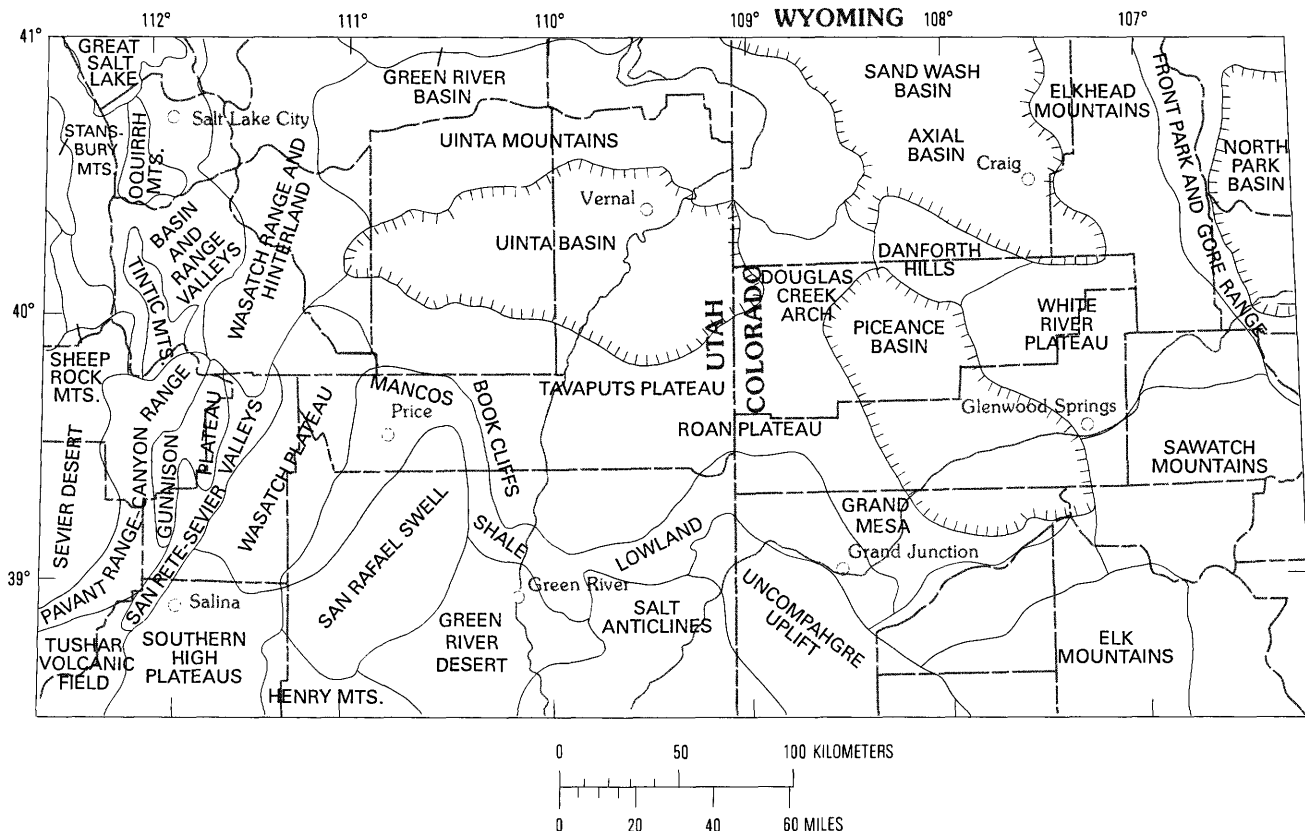 112°
111°
110°
109°
WYOMING
108°
107°
41°
GREAT
SALT
LAKE
GREEN RIVER
BASIN
SAND WASH
BASIN
ELKHEAD
MOUNTAINS
FRONT PARK AND GORE RANGE
Salt Lake City
STANS-
BURY
MTS.
OQUIRRH
MTS.
UINTA MOUNTAINS
AXIAL
BASIN
Craig
NORTH
PARK
BASIN
BASIN
AND
RANGE
VALLEYS
WASATCH RANGE AND
HINTERLAND
Vernal
UINTA BASIN
DANFORTH
HILLS
TINTIC MTS.
DOUGLAS
CREEK
ARCH
40°
UTAH
COLORADO
PICEANCE
BASIN
WHITE
RIVER
PLATEAU
SHEEP
ROCK
MTS.
MANCOS
Price
BOOK CLIFFS
TAVAPUTS PLATEAU
Glenwood Springs
ROAN PLATEAU
SAWATCH
MOUNTAINS
SEVIER DESERT
PAVANT RANGE-CANYON RANGE
GUNNISON
PLATEAU
SAN PETE-SEVIER
VALLEYS
WASATCH PLATEAU
SAN RAFAEL SWELL
SHALE
LOWLAND
GRAND
MESA
Grand Junction
39°
Salina
Green River
TUSHAR
VOLCANIC
FIELD
SOUTHERN
HIGH
PLATEAUS
GREEN
RIVER
DESERT
SALT
ANTICLINES
UNCOMPAHGRE
UPLIFT
ELK
MOUNTAINS
HENRY MTS.
0 50 100 KILOMETERS
0 20 40 60 MILES